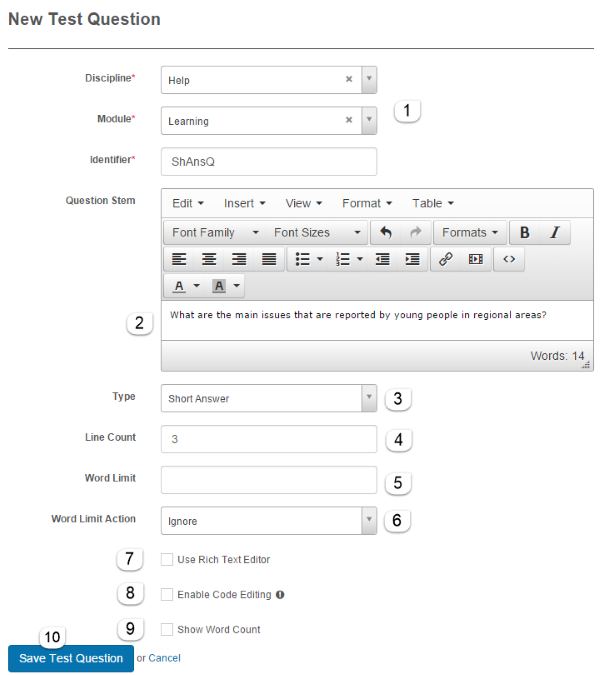 New Test Question
Discipline* Help
Module* Learning
1
Identifier* ShAnsQ
Question Stem Edit Insert View Format Table
Font Family Font Sizes Formats B I
A A
What are the main issues that are reported by young people in regional areas?
2
Words: 14
Type Short Answer 3
Line Count 3 4
Word Limit 5
Word Limit Action Ignore 6
7 Use Rich Text Editor
8 Enable Code Editing
9 Show Word Count
10
Save Test Question or Cancel